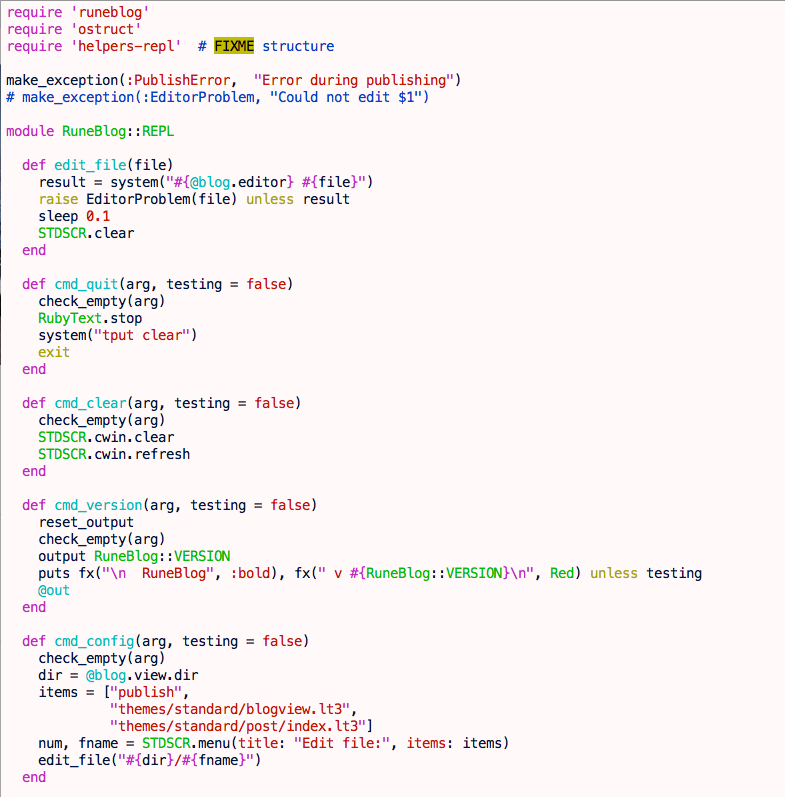 require 'runeblog'
require 'ostruct'
require 'helpers-repl'  # FIXME structure

make_exception(:PublishError,  "Error during publishing")
# make_exception(:EditorProblem, "Could not edit $1")

module RuneBlog::REPL

  def edit_file(file)
    result = system("#{@blog.editor} #{file}")
    raise EditorProblem(file) unless result
    sleep 0.1
    STDSCR.clear
  end

  def cmd_quit(arg, testing = false)
    check_empty(arg)
    RubyText.stop
    system("tput clear")
    exit
  end

  def cmd_clear(arg, testing = false)
    check_empty(arg)
    STDSCR.cwin.clear
    STDSCR.cwin.refresh
  end

  def cmd_version(arg, testing = false)
    reset_output
    check_empty(arg)
    output RuneBlog::VERSION
    puts fx("\n  RuneBlog", :bold), fx(" v #{RuneBlog::VERSION}\n", Red) unless testing
    @out
  end

  def cmd_config(arg, testing = false)
    check_empty(arg)
    dir = @blog.view.dir
    items = ["publish",
             "themes/standard/blogview.lt3",
             "themes/standard/post/index.lt3"]
    num, fname = STDSCR.menu(title: "Edit file:", items: items)
    edit_file("#{dir}/#{fname}")
  end